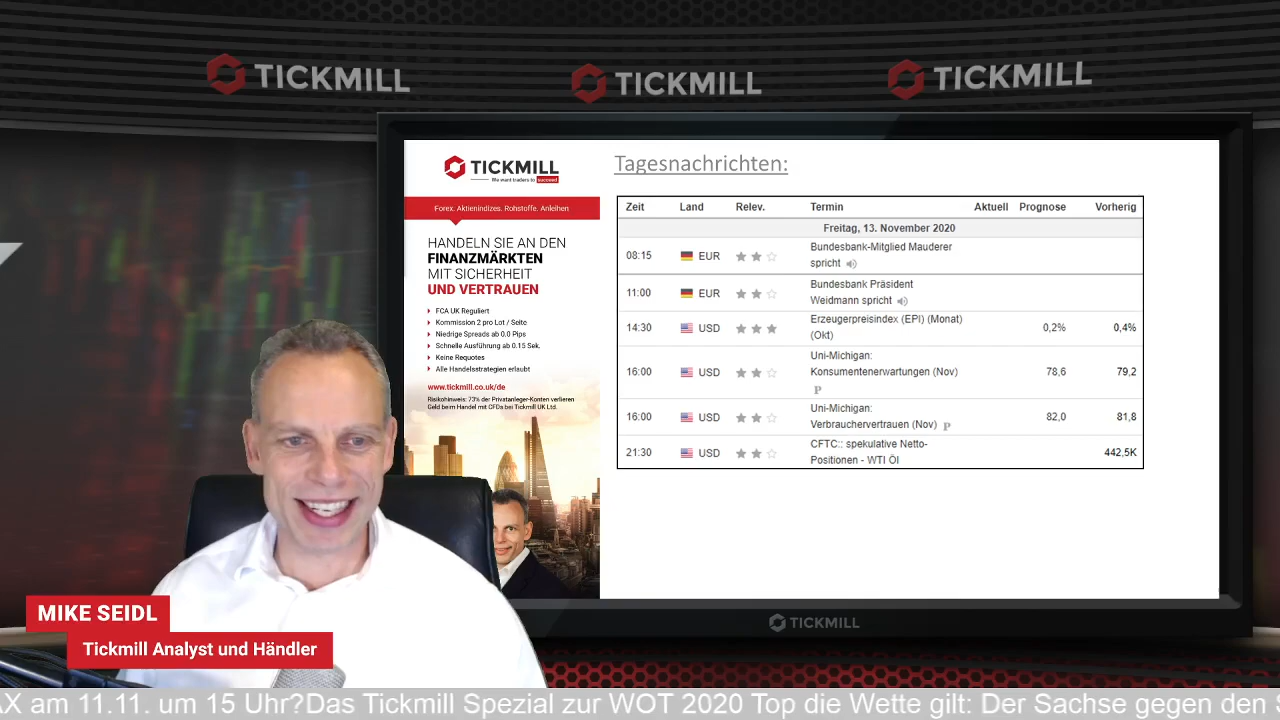 TICKMILL
TICKMILL
TICKMILL
TICKMILL
We want traders to succeed
Forex. Aktienindizes. Rohstoffe. Anleihen
HANDELN SIE AN DEN
FINANZMÄRKTEN
MIT SICHERHEIT
UND VERTRAUEN
FCA UK Reguliert
Kommission 2 pro Lot / Seite
Niedrige Spreads ab 0.0 Pips
Schnelle Ausführung ab 0.15 Sek.
Keine Requotes
Alle Handelsstrategien erlaubt
www.tickmill.co.uk/de
Risikohinweis: 73% der Privatanleger-Konten verlieren
Geld beim Handel mit CFDs bei Tickmill UK Ltd.
Tagesnachrichten:
Zeit Land Relev. Termin Aktuell Prognose Vorherig
Freitag, 13. November 2020
08:15 EUR Bundesbank-Mitglied Mauderer
spricht
11:00 EUR Bundesbank Präsident
Weidmann spricht
14:30 USD Erzeugerpreisindex (EPI) (Monat)
(Okt) 0,2% 0,4%
16:00 USD Uni-Michigan:
Konsumentenerwartungen (Nov) 78,6 79,2
P
16:00 USD Uni-Michigan:
Verbrauchervertrauen (Nov) P 82,0 81,8
21:30 USD CFTC:: spekulative Netto-
Positionen - WTI Öl 442,5K
TICKMILL
MIKE SEIDL
Tickmill Analyst und Händler
AX am 11.11. um 15 Uhr?Das Tickmill Spezial zur WOT 2020 Top die Wette gilt: Der Sachse gegen den